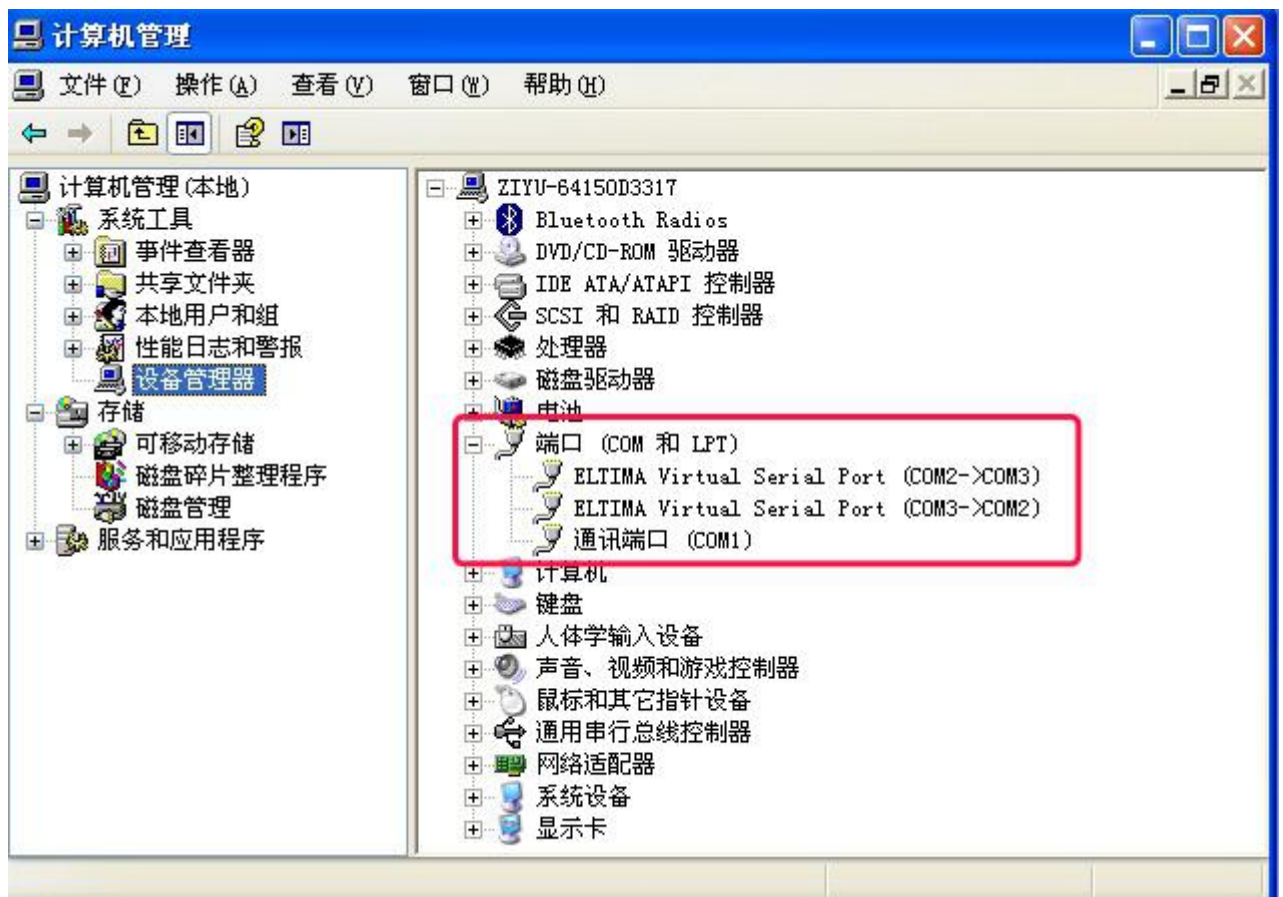 计算机管理
文件(F) 操作(A) 查看(V) 窗口(W) 帮助(H)
计算机管理(本地)
系统工具
事件查看器
共享文件夹
本地用户和组
性能日志和警报
设备管理器
存储
可移动存储
磁盘碎片整理程序
磁盘管理
服务和应用程序
ZIYU-64150D3317
Bluetooth Radios
DVD/CD-ROM 驱动器
IDE ATA/ATAPI 控制器
SCSI 和 RAID 控制器
处理器
磁盘驱动器
电池
端口 (COM 和 LPT)
ELTIMA Virtual Serial Port (COM2->COM3)
ELTIMA Virtual Serial Port (COM3->COM2)
通讯端口 (COM1)
计算机
键盘
人体学输入设备
声音、视频和游戏控制器
鼠标和其它指针设备
通用串行总线控制器
网络适配器
系统设备
显示卡